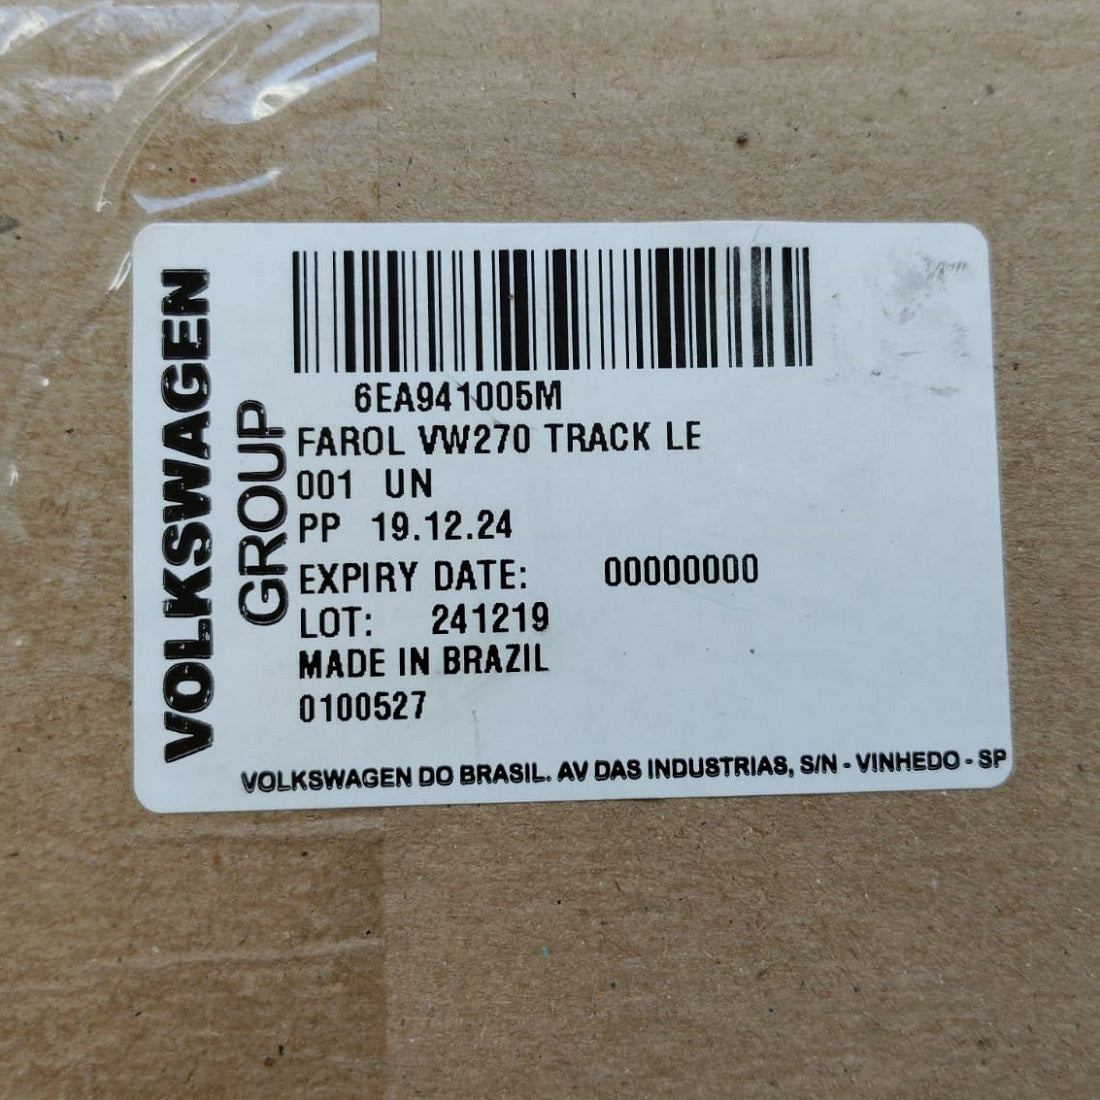 VOLKSWAGEN
GROUP
6EA941005M
FAROL VW270 TRACK LE
001 UN
PP 19.12.24
EXPIRY DATE: 00000000
LOT: 241219
MADE IN BRAZIL
0100527
VOLKSWAGEN DO BRASIL. AV DAS INDUSTRIAS, S/N - VINHEDO - SP